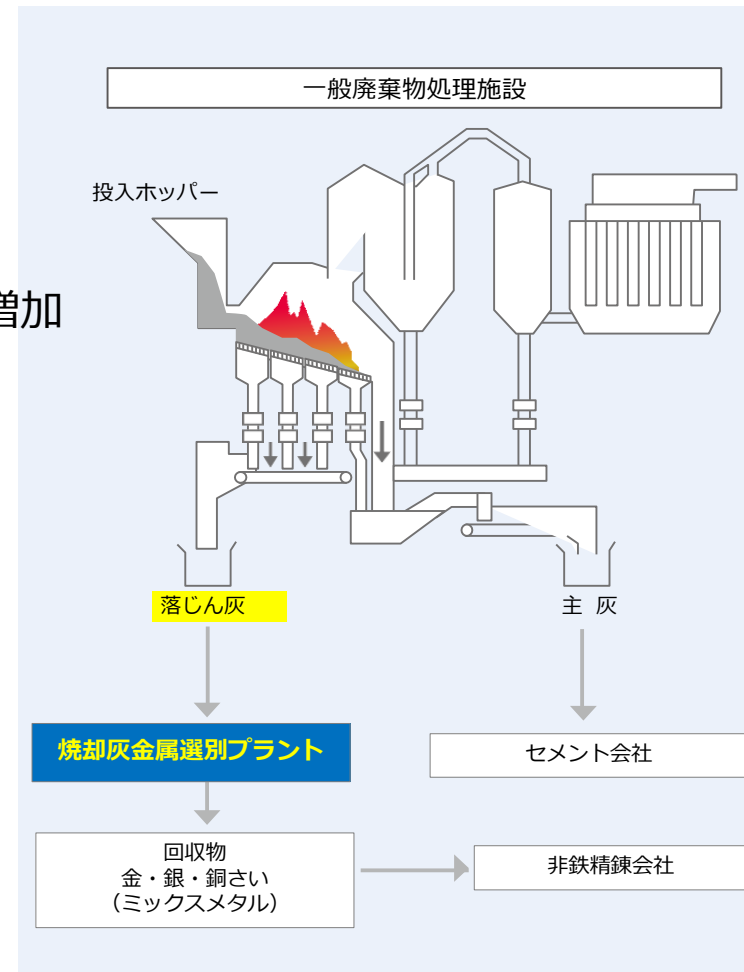 一般廃棄物処理施設
投入ホッパー
増加
落じん灰
主 灰
焼却灰金属選別プラント
セメント会社
回収物
金・銀・銅さい
（ミックスメタル）
非鉄精錬会社